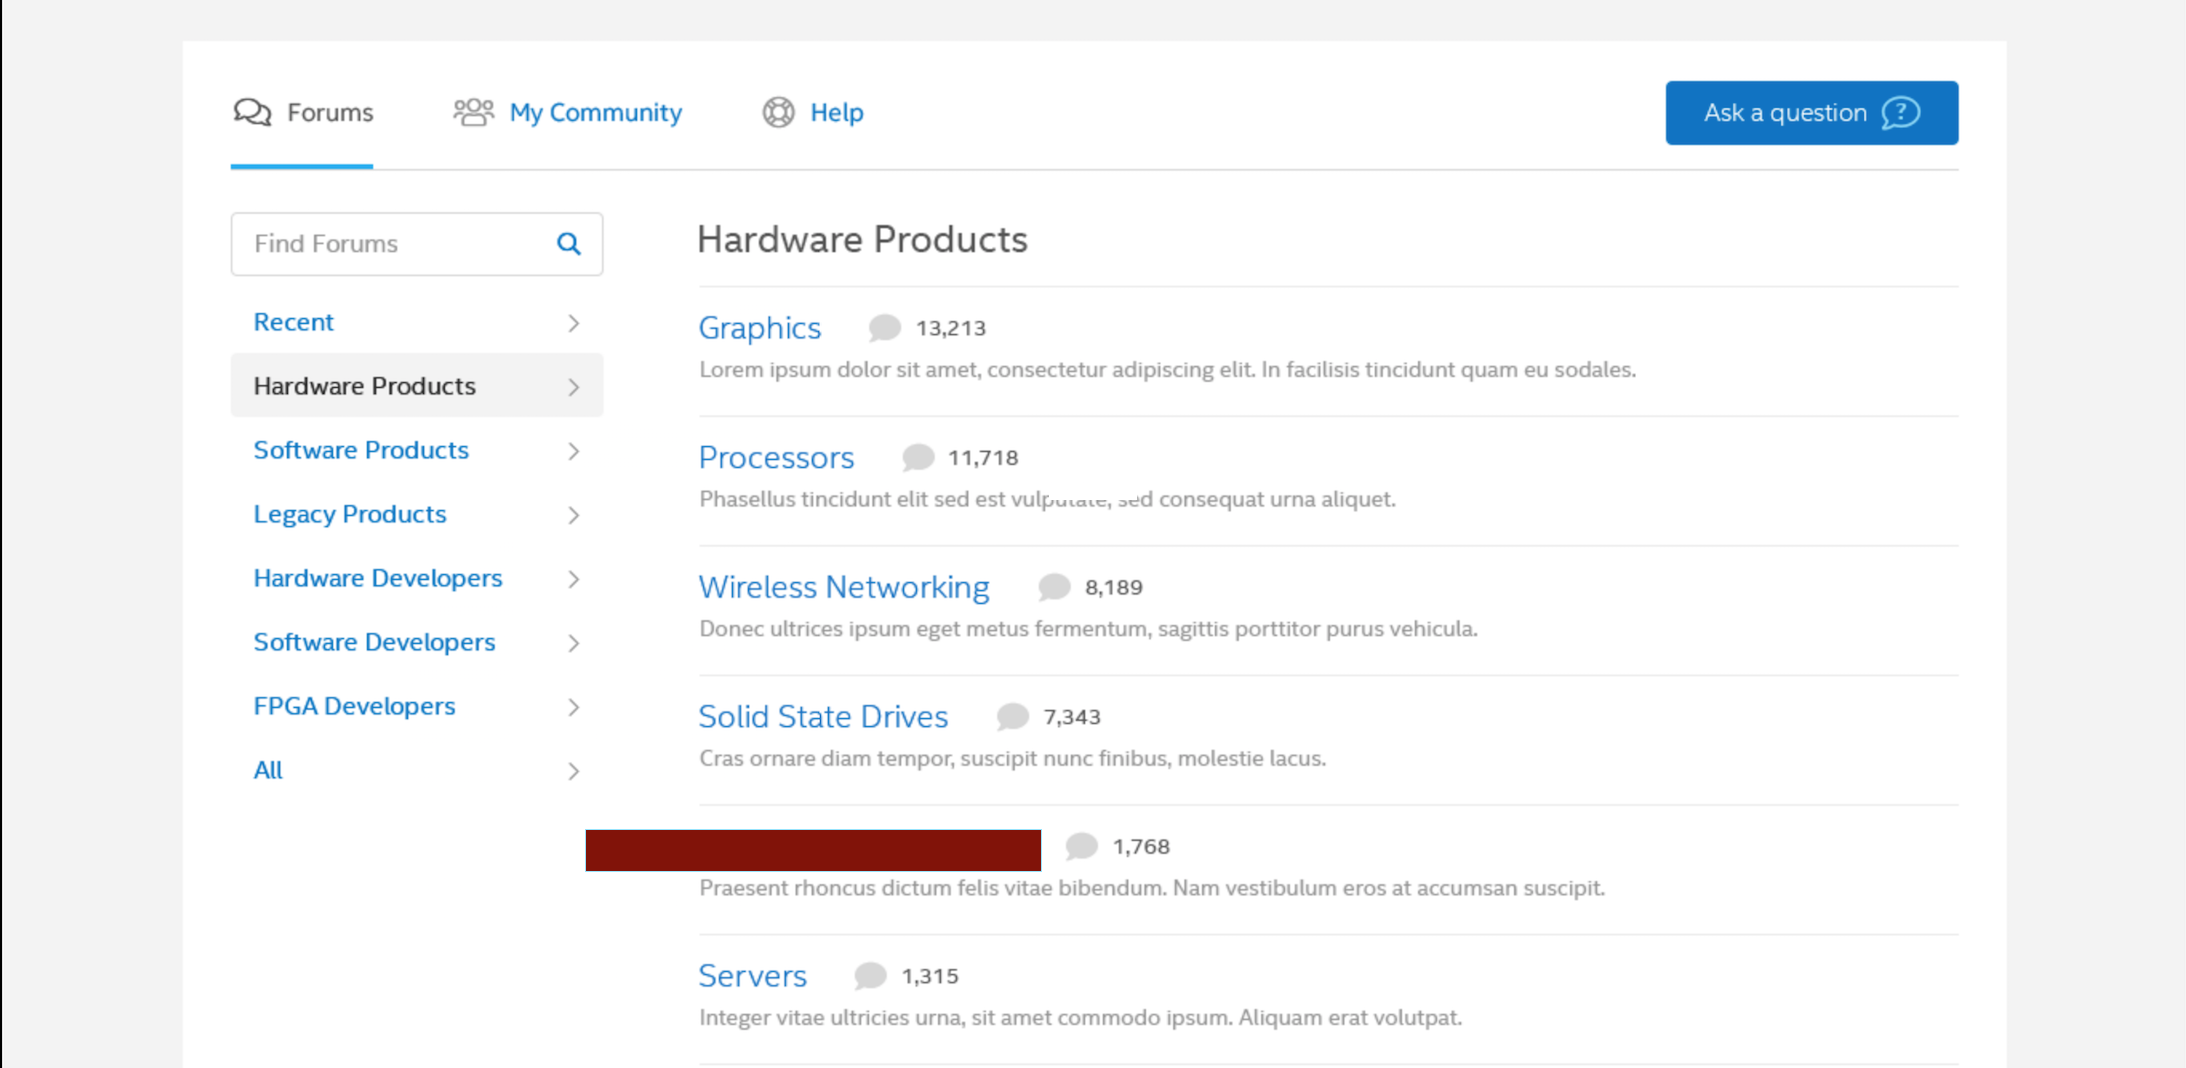 Forums
My Community
Help
Ask a question
Find Forums
Recent
Hardware Products
Software Products
Legacy Products
Hardware Developers
Software Developers
FPGA Developers
All
Hardware Products
Graphics 13,213
Lorem ipsum dolor sit amet, consectetur adipiscing elit. In facilisis tincidunt quam eu sodales.
Processors 11,718
Phasellus tincidunt elit sed est vulputate, sed consequat urna aliquet.
Wireless Networking 8,189
Donec ultrices ipsum eget metus fermentum, sagittis porttitor purus vehicula.
Solid State Drives 7,343
Cras ornare diam tempor, suscipit nunc finibus, molestie lacus.
1,768
Praesent rhoncus dictum felis vitae bibendum. Nam vestibulum eros at accumsan suscipit.
Servers 1,315
Integer vitae ultricies urna, sit amet commodo ipsum. Aliquam erat volutpat.